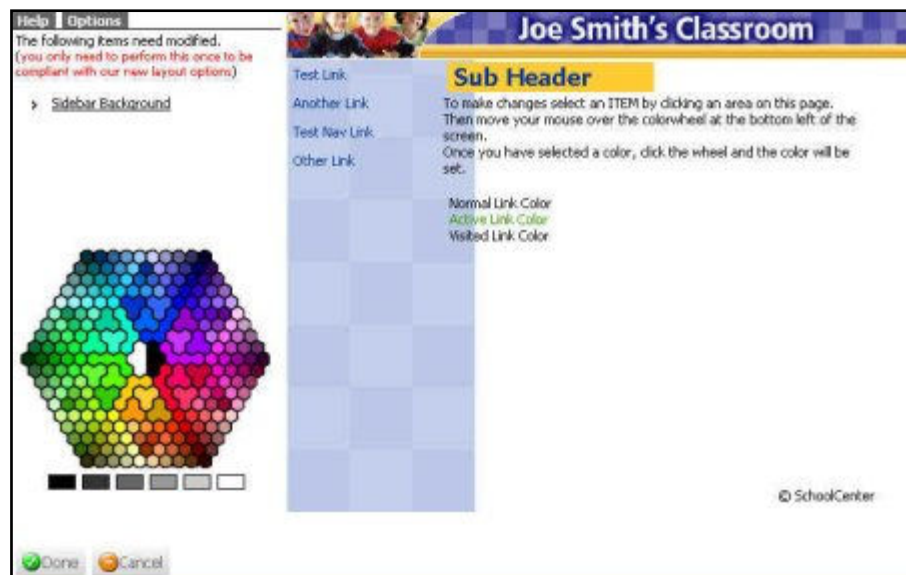 Help Options
The following items need modified.
(you only need to perform this once to be
compliant with our new layout options)
Sidebar Background
Done Cancel
Joe Smith's Classroom
Test Link
Another Link
Test Nav Link
Other Link
Sub Header
To make changes select an ITEM by clicking an area on this page.
Then move your mouse over the colorwheel at the bottom left of the
screen.
Once you have selected a color, click the wheel and the color will be
set.
Normal Link Color
Active Link Color
Visited Link Color
© SchoolCenter